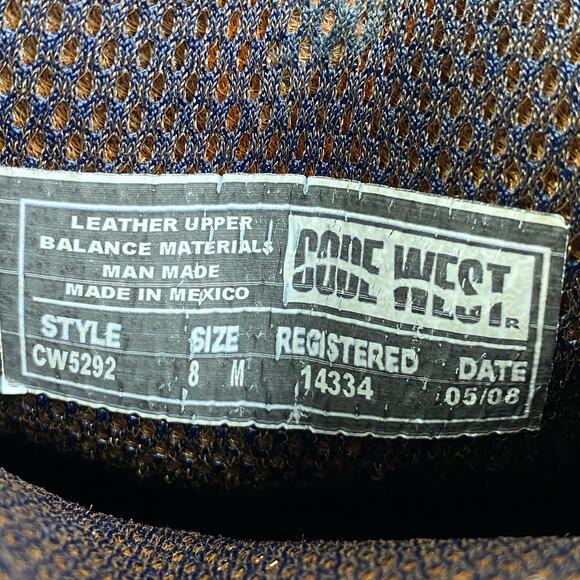 LEATHER UPPER
BALANCE MATERIALS
MAN MADE
MADE IN MEXICO
CODE WEST R
STYLE SIZE REGISTERED DATE
CW5292 8 M 14334 05/08